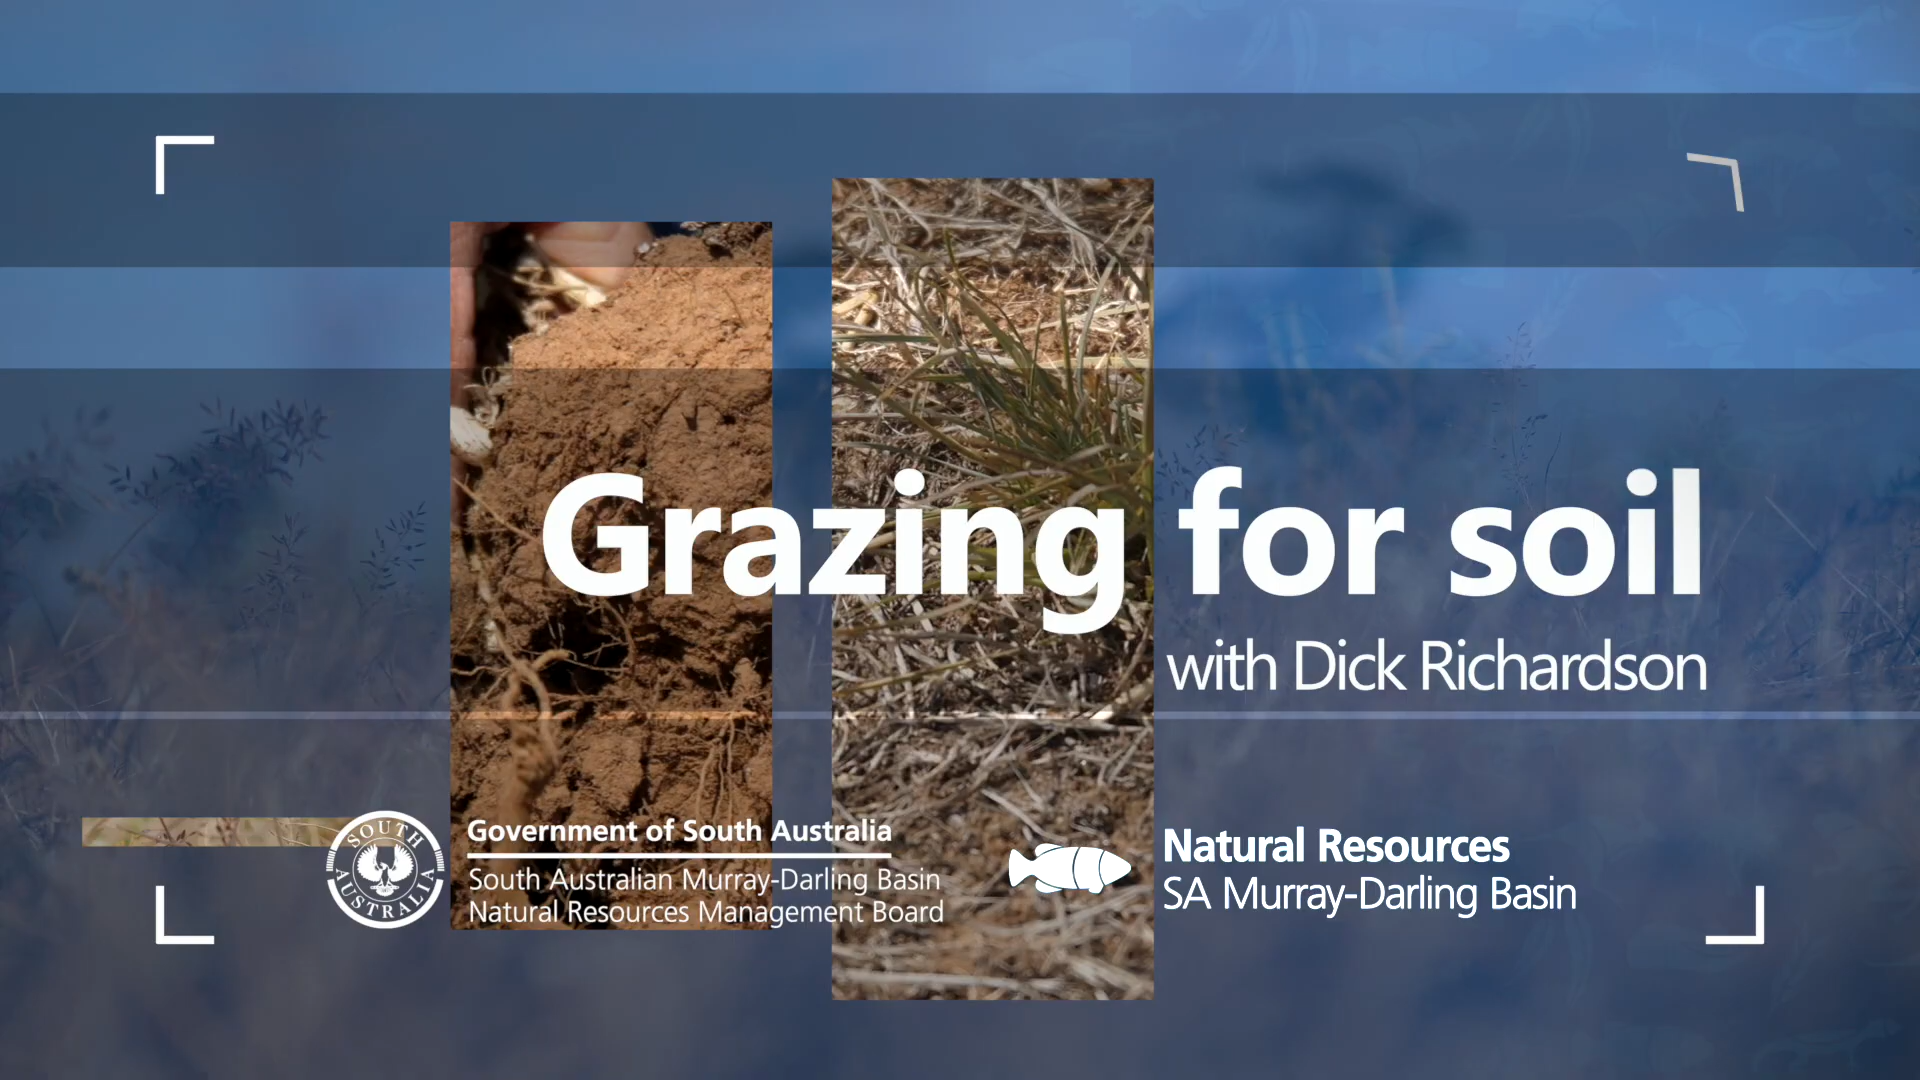 Grazing for soil
with Dick Richardson
SOUTH AUSTRALIA
Government of South Australia
South Australian Murray-Darling Basin
Natural Resources Management Board
Natural Resources
SA Murray-Darling Basin